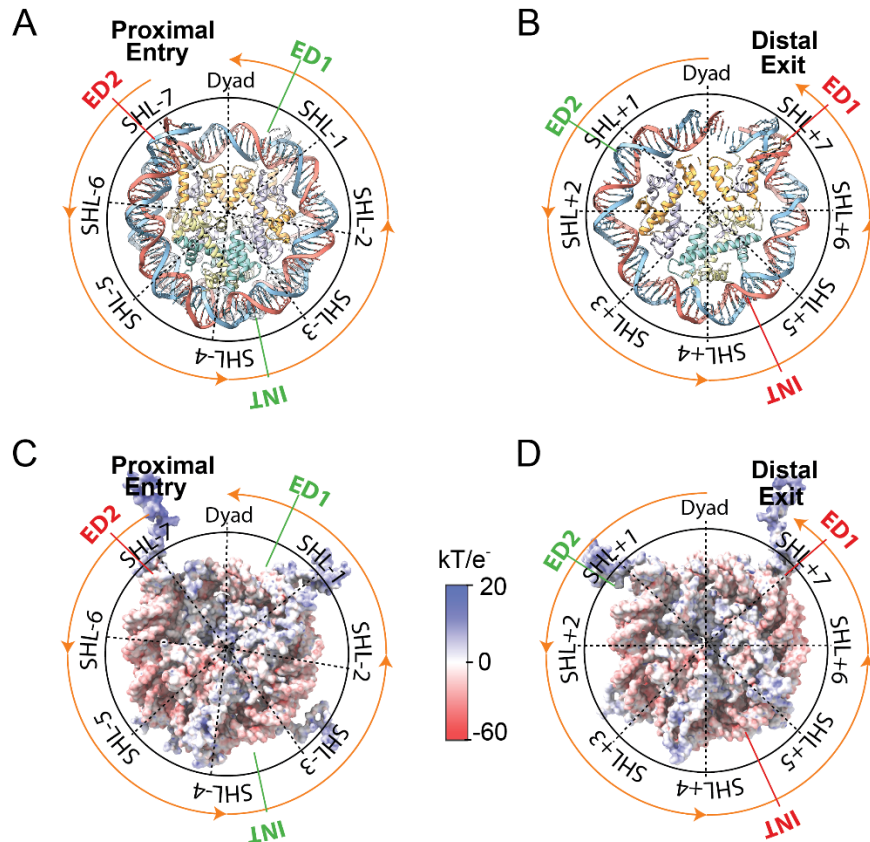 A
Proximal
Entry
ED2
ED1
Dyad
SHL-7
SHL-1
SHL-6
SHL-2
SHL-5
SHL-3
SHL-4
INT
B
Distal
Exit
ED2
ED1
Dyad
SHL+1
SHL+7
SHL+2
SHL+6
SHL+3
SHL+5
SHL+4
INT
C
Proximal
Entry
ED2
ED1
Dyad
SHL-7
SHL-1
SHL-6
SHL-2
SHL-5
SHL-3
SHL-4
INT
kT/e⁻
20
0
-60
D
Distal
Exit
ED2
ED1
Dyad
SHL+1
SHL+7
SHL+2
SHL+6
SHL+3
SHL+5
SHL+4
INT